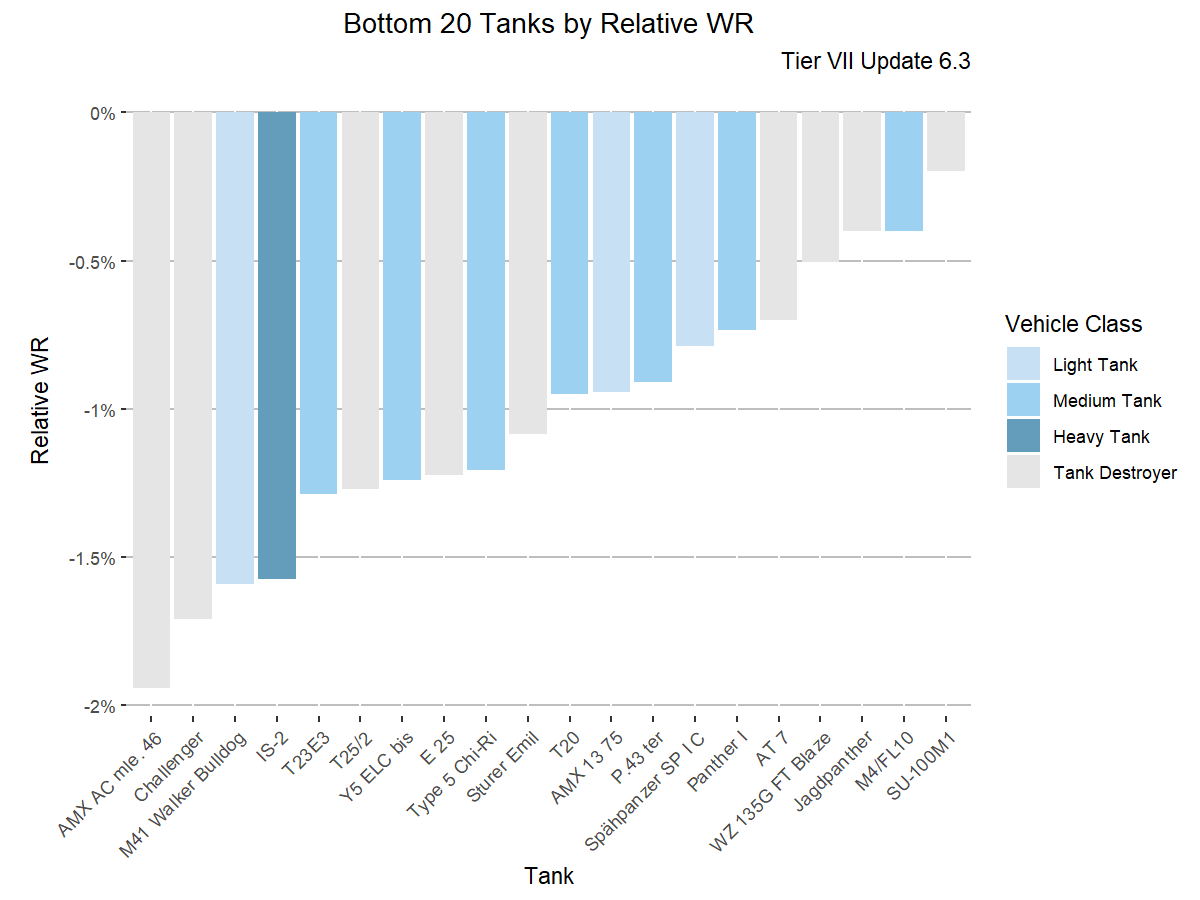 Bottom 20 Tanks by Relative WR
Tier VII Update 6.3
0%
-0.5%
-1%
-1.5%
-2%
Relative WR
AMX AC mle. 46
Challenger
M41 Walker Bulldog
IS-2
T23E3
T25/2
Y5 ELC bis
E 25
Type 5 Chi-Ri
Sturer Emil
T20
AMX 13 75
P.43 ter
Spähpanzer SP I C
Panther I
AT 7
WZ 135G FT Blaze
Jagdpanther
M4/FL10
SU-100M1
Tank
Vehicle Class
Light Tank
Medium Tank
Heavy Tank
Tank Destroyer